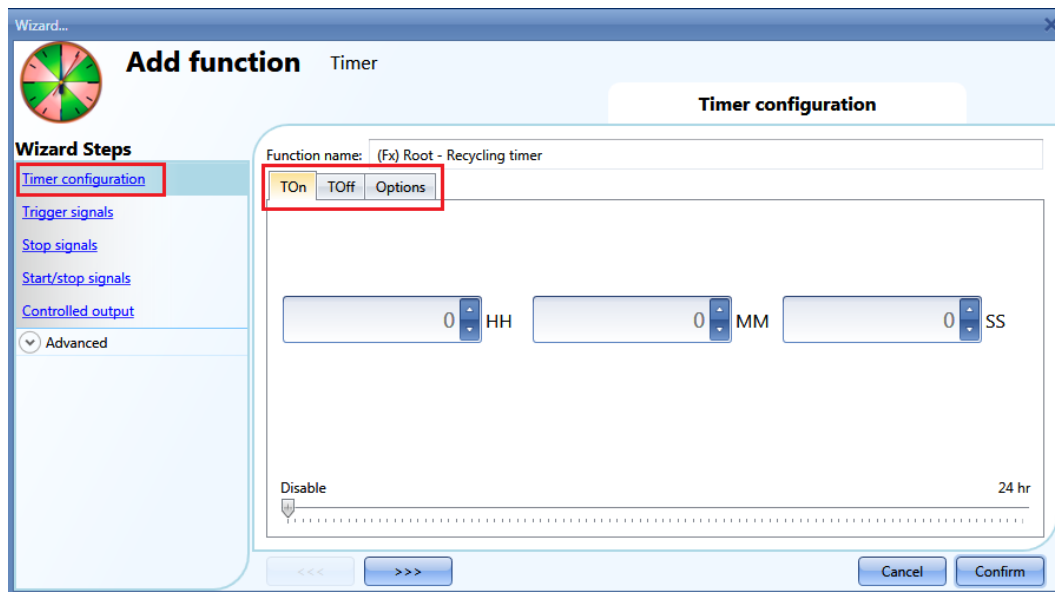 Wizard...
Add function Timer
Timer configuration
Wizard Steps
Timer configuration
Trigger signals
Stop signals
Start/stop signals
Controlled output
Advanced
Function name: (Fx) Root - Recycling timer
TOn TOff Options
0 HH 0 MM 0 SS
Disable 24 hr
<<< >>> Cancel Confirm